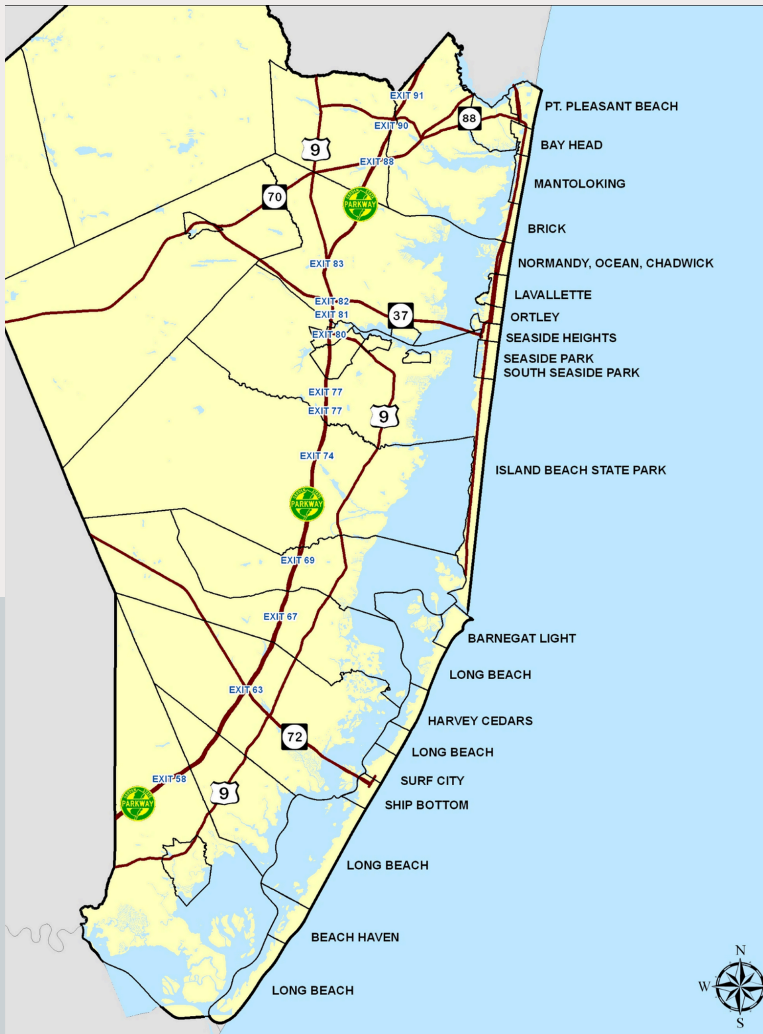 EXIT 91
PT. PLEASANT BEACH
88
EXIT 90
BAY HEAD
9
EXIT 88
MANTOLOKING
70
PARKWAY
BRICK
EXIT 83
NORMANDY, OCEAN, CHADWICK
LAVALLETTE
EXIT 82
EXIT 81
37
ORTLEY
EXIT 80
SEASIDE HEIGHTS
SEASIDE PARK
SOUTH SEASIDE PARK
EXIT 77
EXIT 77
9
EXIT 74
ISLAND BEACH STATE PARK
PARKWAY
EXIT 69
EXIT 67
BARNEGAT LIGHT
LONG BEACH
EXIT 63
HARVEY CEDARS
72
LONG BEACH
EXIT 58
SURF CITY
9
PARKWAY
SHIP BOTTOM
LONG BEACH
BEACH HAVEN
LONG BEACH
N
W
S